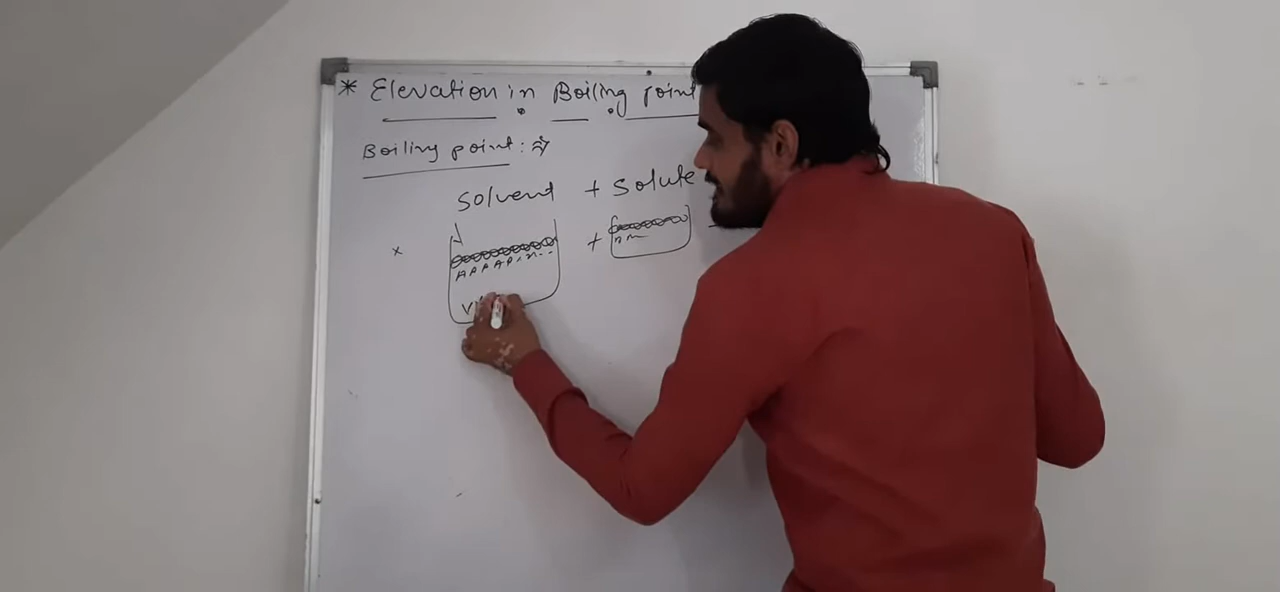 * Elevation in Boiling point
Boiling point : ⇒
Solvent + Solute
+